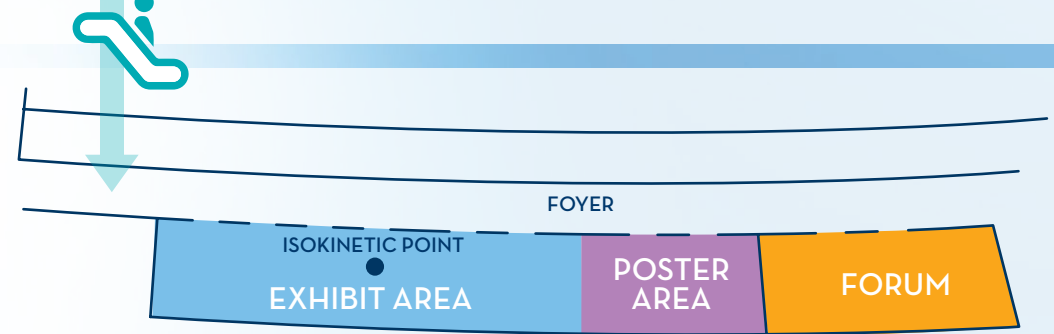 FOYER
ISOKINETIC POINT
EXHIBIT AREA
POSTER
AREA
FORUM